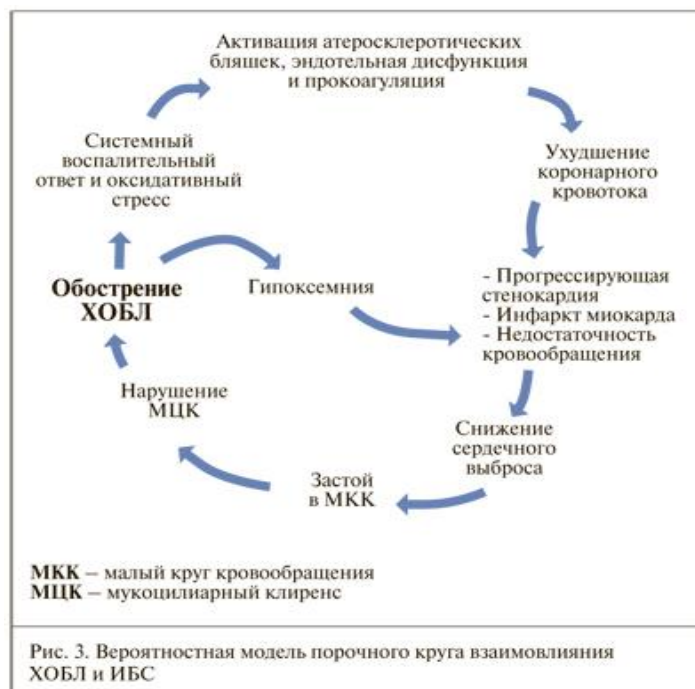 Активация атеросклеротических
бляшек, эндотельная дисфункция
и прокоагуляция
Системный
воспалительный
ответ и оксидативный
стресс
Ухудшение
коронарного
кровотока
Обострение
ХОБЛ
Гипоксемния
- Прогрессирующая
стенокардия
- Инфаркт миокарда
- Недостаточность
кровообращения
Нарушение
МЦК
Снижение
сердечного
выброса
Застой
в МКК
МКК – малый круг кровообращения
МЦК – мукоцилиарный клиренс
Рис. 3. Вероятностная модель порочного круга взаимовлияния
ХОБЛ и ИБС